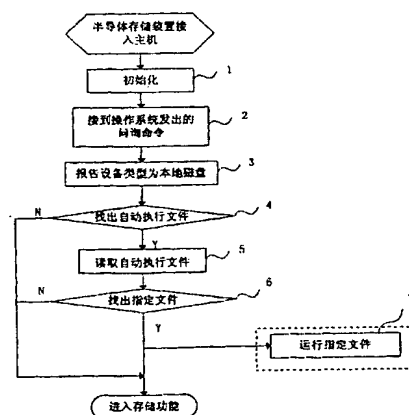 半导体存储装置接
入主机
初始化
1
接到操作系统发出的
问询命令
2
报告设备类型为本地磁盘
3
找出自动执行文件
4
N
Y
读取自动执行文件
5
找出指定文件
6
N
Y
运行指定文件
进入存储功能